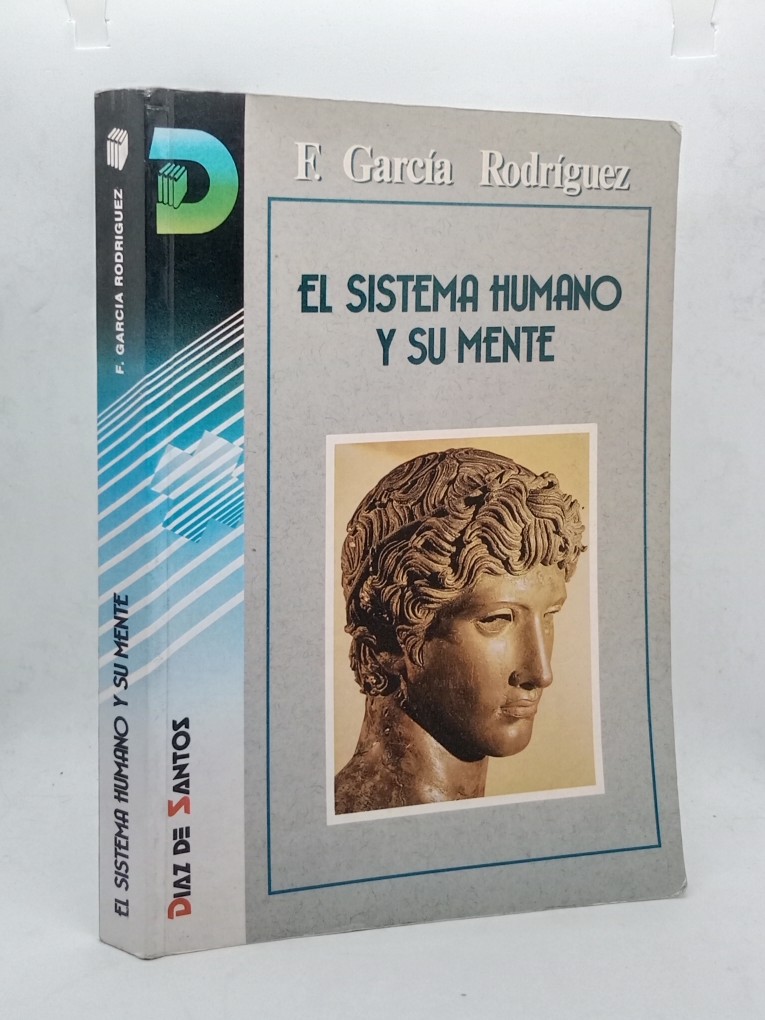 F. García Rodríguez
EL SISTEMA HUMANO
Y SU MENTE
DIAZ DE SANTOS
F. GARCIA RODRIGUEZ
EL SISTEMA HUMANO Y SU MENTE